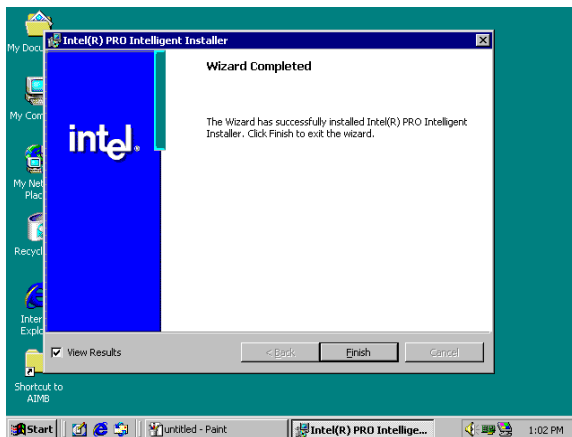 My Docu
Intel(R) PRO Intelligent Installer
Wizard Completed
The Wizard has successfully installed Intel(R) PRO Intelligent
Installer. Click Finish to exit the wizard.
intel.
My Com
My Net
Plac
Recycl
Inter
Explo
View Results
< Back
Finish
Cancel
Shortcut to
AIMB
Start
untitled - Paint
Intel(R) PRO Intellige...
1:02 PM